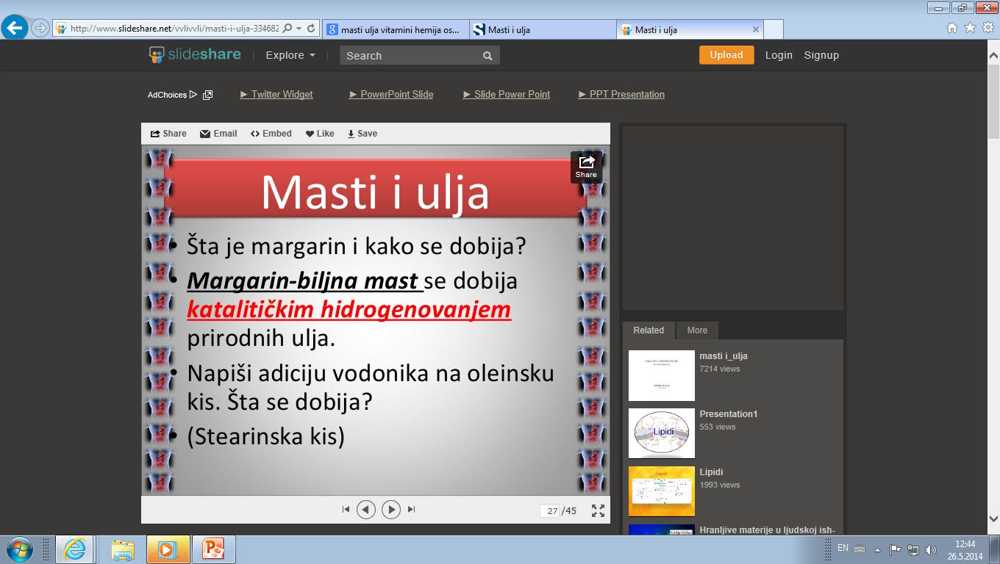 http://www.slideshare.net/vvlivvli/masti-i-ulja-334682
masti ulja vitamini hemija os...
Masti i ulja
Masti i ulja
slideshare
Explore
Search
Upload
Login
Signup
AdChoices
► Twitter Widget
► PowerPoint Slide
► Slide Power Point
► PPT Presentation
Share
Email
Embed
Like
Save
Share
Masti i ulja
• Šta je margarin i kako se dobija?
• Margarin-biljna mast se dobija
katalitičkim hidrogenovanjem
prirodnih ulja.
• Napiši adiciju vodonika na oleinsku
kis. Šta se dobija?
• (Stearinska kis)
27 /45
Related
More
masti i_ulja
7214 views
Presentation1
553 views
Lipidi
Lipidi
1993 views
Lipidi
Hranljive materije u ljudskoj ish-
EN
12:44
26.5.2014